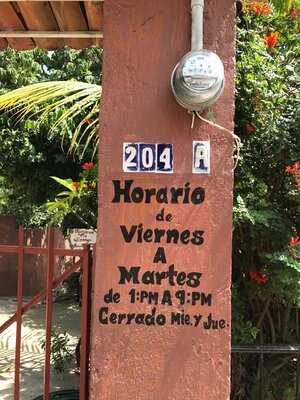 204 A
Horario
de
Viernes
A
Martes
de 1:PM A 9:PM
Cerrado Mie. y Jue.